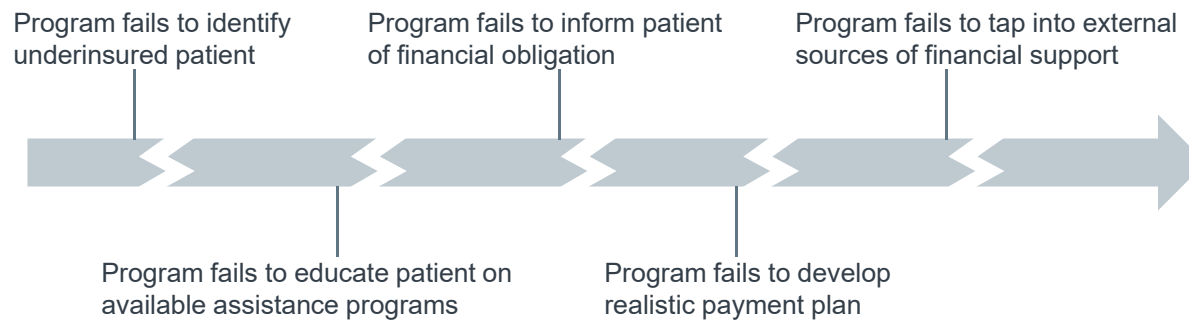 Program fails to identify
underinsured patient
Program fails to inform patient
of financial obligation
Program fails to tap into external
sources of financial support
Program fails to educate patient on
available assistance programs
Program fails to develop
realistic payment plan